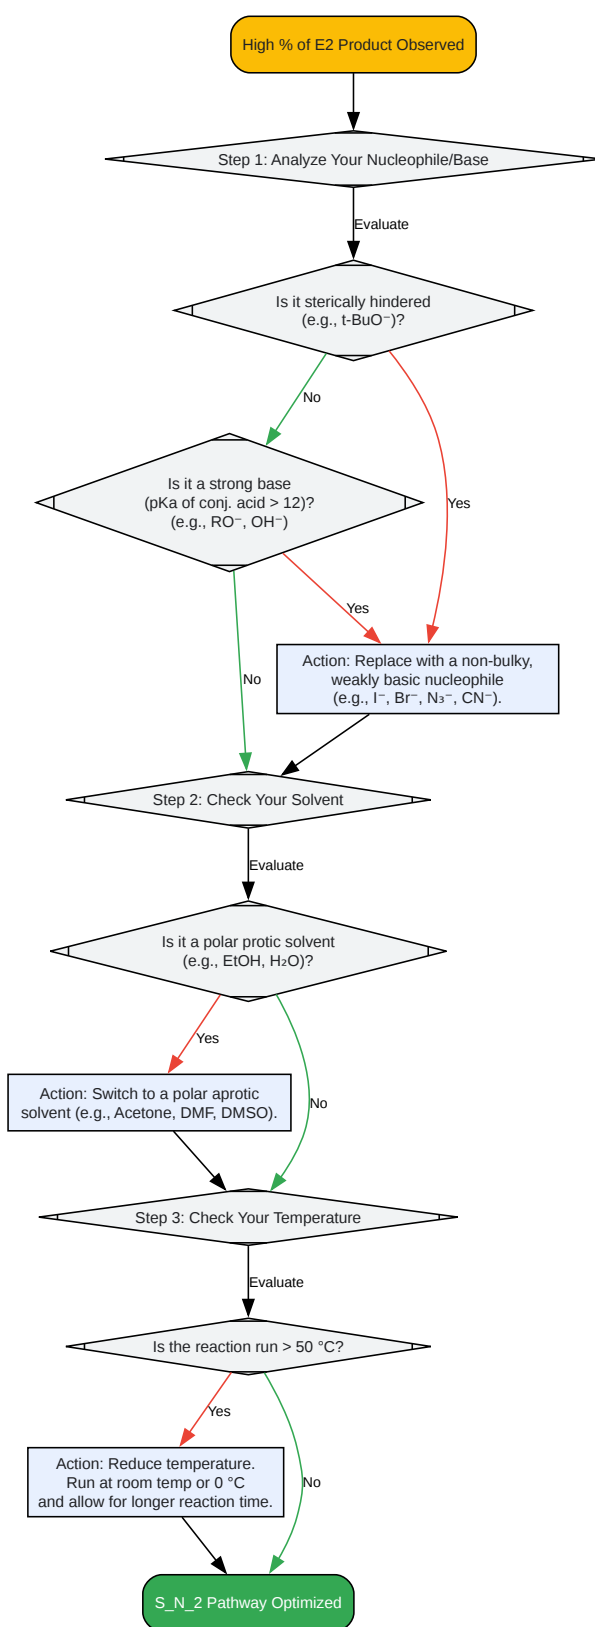 High % of E2 Product Observed
Step 1: Analyze Your Nucleophile/Base
Evaluate
Is it sterically hindered
(e.g., t-BuO⁻)?
No
Is it a strong base
(pKa of conj. acid > 12)?
(e.g., RO⁻, OH⁻)
Yes
Yes
Action: Replace with a non-bulky,
weakly basic nucleophile
(e.g., I⁻, Br⁻, N₃⁻, CN⁻).
No
Step 2: Check Your Solvent
Evaluate
Is it a polar protic solvent
(e.g., EtOH, H₂O)?
Yes
Action: Switch to a polar aprotic
solvent (e.g., Acetone, DMF, DMSO).
No
Step 3: Check Your Temperature
Evaluate
Is the reaction run > 50 °C?
Yes
Action: Reduce temperature.
Run at room temp or 0 °C
and allow for longer reaction time.
No
S_N_2 Pathway Optimized